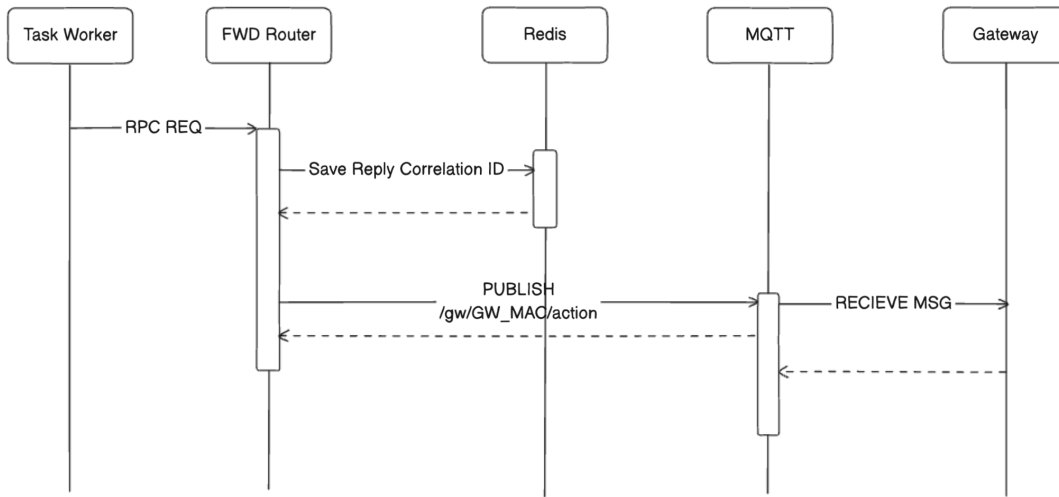 Task Worker
FWD Router
Redis
MQTT
Gateway
RPC REQ
Save Reply Correlation ID
PUBLISH
/gw/GW_MAC/action
RECIEVE MSG